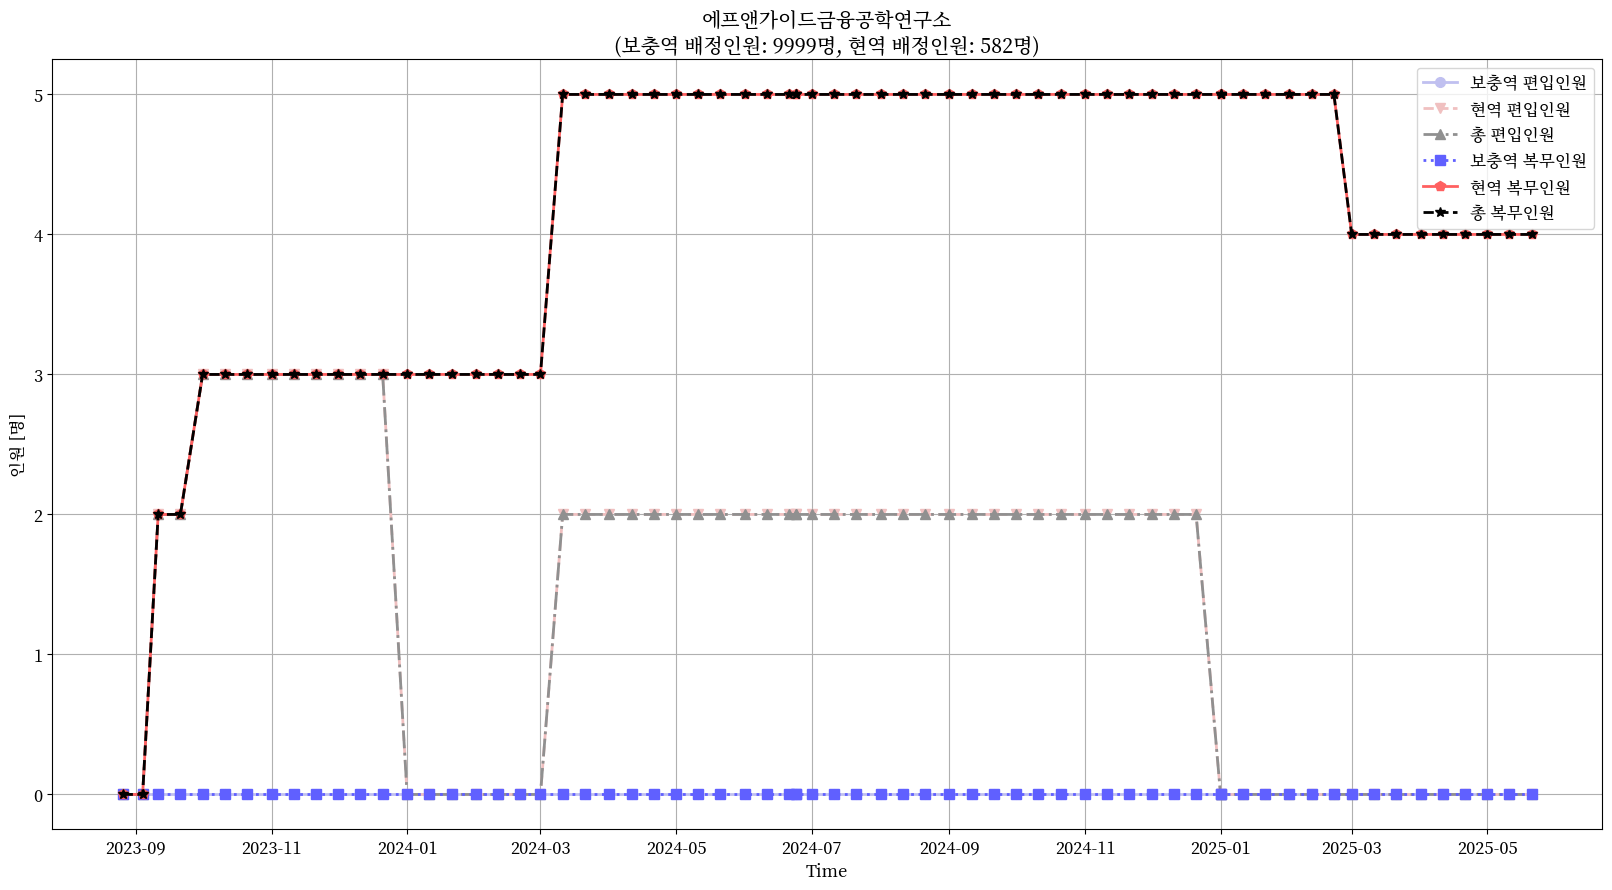 에프앤가이드금융공학연구소
(보충역 배정인원: 9999명, 현역 배정인원: 582명)
보충역 편입인원
현역 편입인원
총 편입인원
보충역 복무인원
현역 복무인원
총 복무인원
5
4
3
2
1
0
인원 [명]
2023-09
2023-11
2024-01
2024-03
2024-05
2024-07
2024-09
2024-11
2025-01
2025-03
2025-05
Time